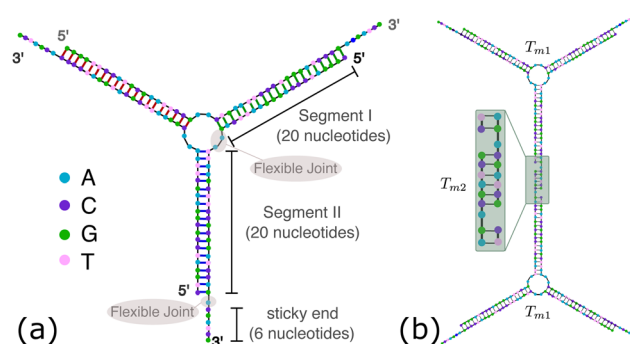 3'
5'
3'
5'
Segment I
(20 nucleotides)
Flexible Joint
A
C
G
T
Segment II
(20 nucleotides)
5'
Flexible Joint
sticky end
(6 nucleotides)
3'
(a)
Tm1
Tm2
Tm1
(b)